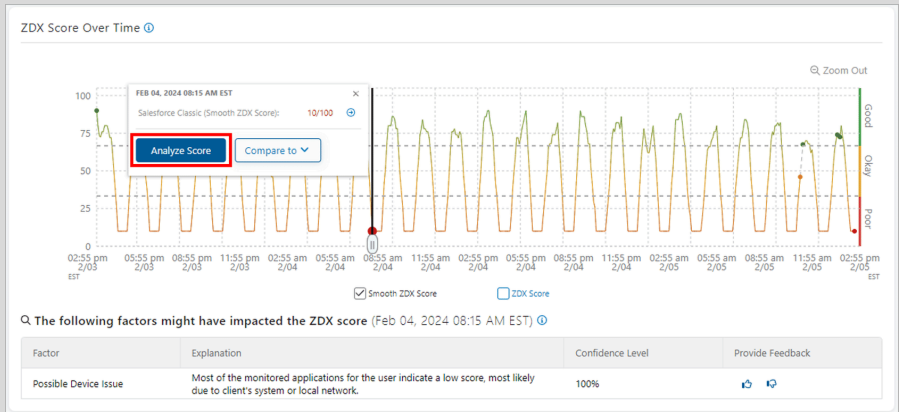 ZDX Score Over Time
Zoom Out
FEB 04, 2024 08:15 AM EST
Salesforce Classic (Smooth ZDX Score): 10/100
Analyze Score
Compare to
100
75
50
25
0
Good
Okay
Poor
02:55 pm 05:55 pm 08:55 pm 11:55 pm 02:55 am 05:55 am 08:55 am 11:55 am 02:55 pm 05:55 pm 08:55 pm 11:55 pm 02:55 am 05:55 am 08:55 am 11:55 am 02:55 pm
2/03 2/03 2/03 2/03 2/04 2/04 2/04 2/04 2/04 2/04 2/04 2/04 2/05 2/05 2/05 2/05 2/05
EST EST
Smooth ZDX Score
ZDX Score
The following factors might have impacted the ZDX score (Feb 04, 2024 08:15 AM EST)
Factor Explanation Confidence Level Provide Feedback
Possible Device Issue
Most of the monitored applications for the user indicate a low score, most likely
due to client's system or local network.
100%